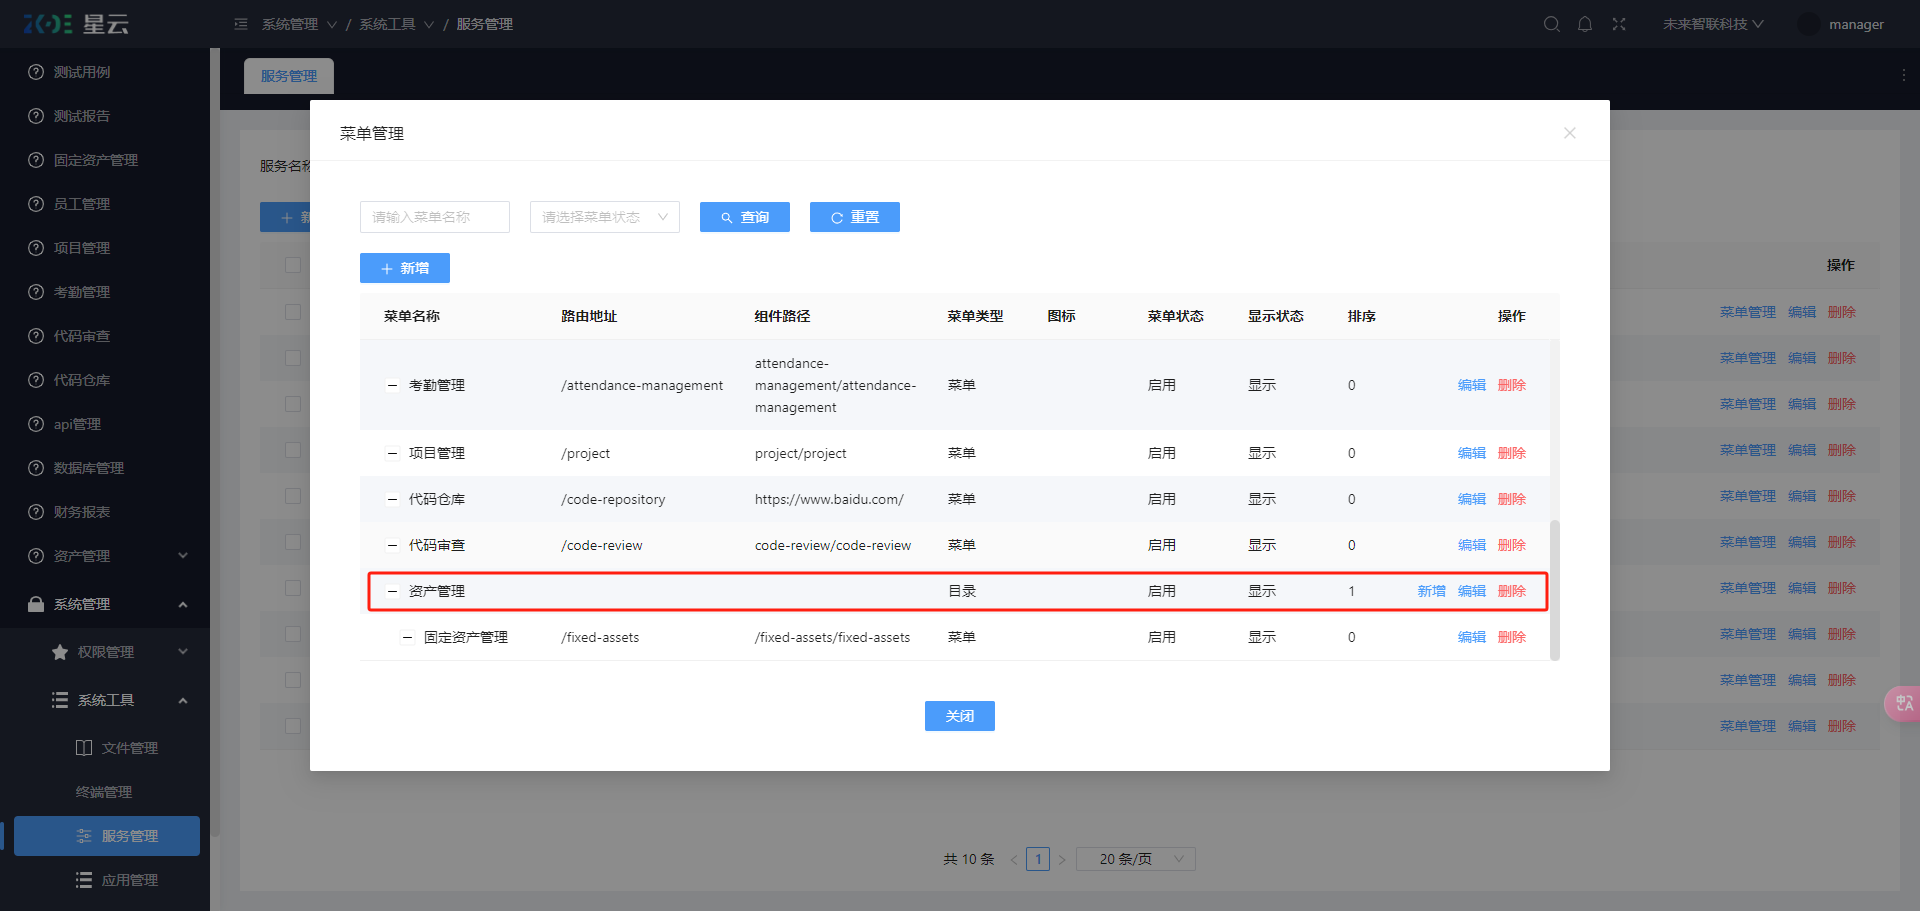 星云
系统管理 / 系统工具 / 服务管理
未来智联科技
manager
测试用例
测试报告
固定资产管理
员工管理
项目管理
考勤管理
代码审查
代码仓库
api管理
数据库管理
财务报表
资产管理
系统管理
权限管理
系统工具
文件管理
终端管理
服务管理
应用管理
服务管理
服务名称
新
操作
菜单管理 编辑 删除
菜单管理 编辑 删除
菜单管理 编辑 删除
菜单管理 编辑 删除
菜单管理 编辑 删除
菜单管理 编辑 删除
菜单管理 编辑 删除
菜单管理 编辑 删除
菜单管理 编辑 删除
菜单管理 编辑 删除
共 10 条 < 1 > 20 条/页
菜单管理
请输入菜单名称 请选择菜单状态 查询 重置
新增
菜单名称 路由地址 组件路径 菜单类型 图标 菜单状态 显示状态 排序 操作
考勤管理 /attendance-management attendance-
management/attendance-
management 菜单 启用 显示 0 编辑 删除
项目管理 /project project/project 菜单 启用 显示 0 编辑 删除
代码仓库 /code-repository https://www.baidu.com/ 菜单 启用 显示 0 编辑 删除
代码审查 /code-review code-review/code-review 菜单 启用 显示 0 编辑 删除
资产管理 目录 启用 显示 1 新增 编辑 删除
固定资产管理 /fixed-assets /fixed-assets/fixed-assets 菜单 启用 显示 0 编辑 删除
关闭